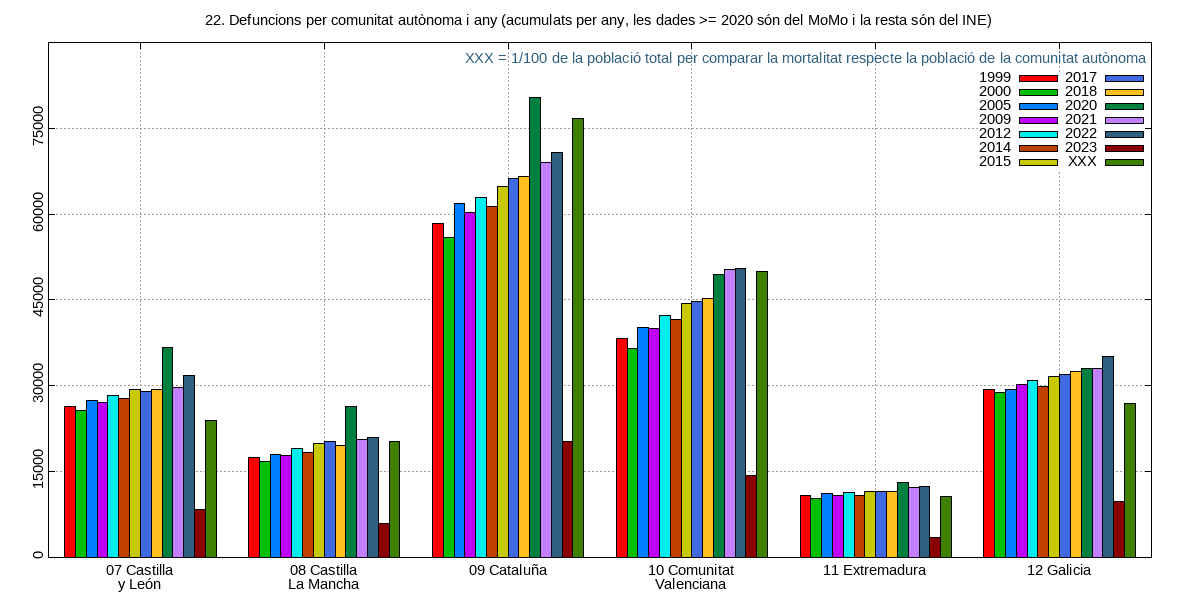 22. Defuncions per comunitat autònoma i any (acumulats per any, les dades >= 2020 són del MoMo i la resta són del INE)
XXX = 1/100 de la població total per comparar la mortalitat respecte la població de la comunitat autònoma
1999 2017
2000 2018
2005 2020
2009 2021
2012 2022
2014 2023
2015 XXX
75000
60000
45000
30000
15000
0
07 Castilla y León
08 Castilla La Mancha
09 Cataluña
10 Comunitat Valenciana
11 Extremadura
12 Galicia